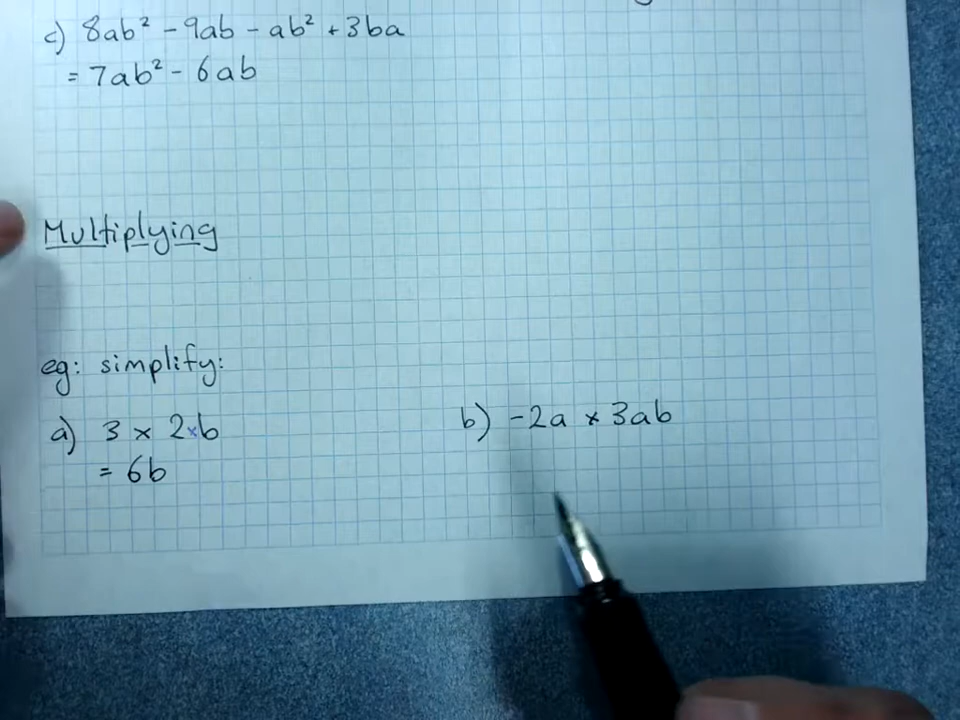 c) 8ab² - 9ab - ab² + 3ba
= 7ab² - 6ab
Multiplying
eg: simplify:
a) 3 × 2×b
= 6b
b) -2a × 3ab